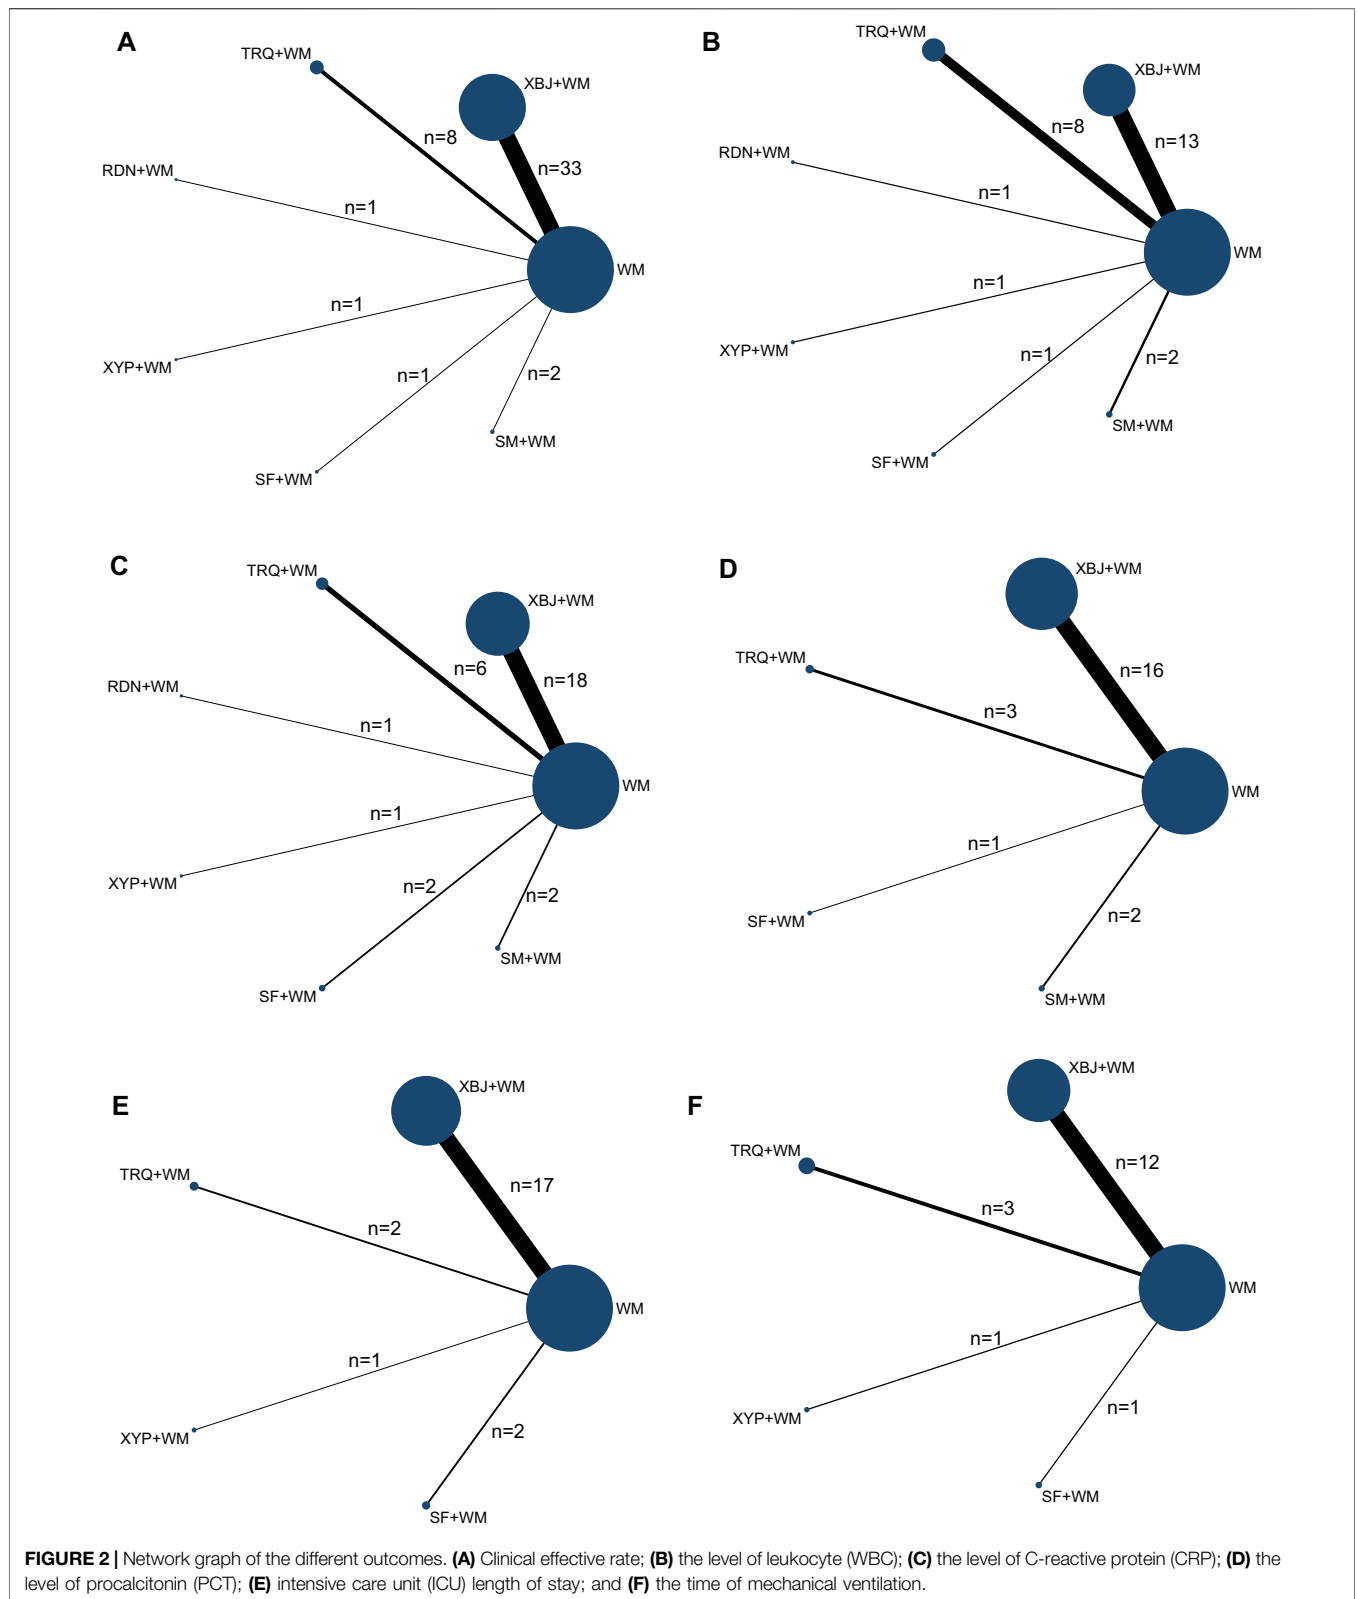 A
TRQ+WM
XBJ+WM
n=8
n=33
RDN+WM
n=1
WM
n=1
XYP+WM
n=1
n=2
SM+WM
SF+WM
B
TRQ+WM
XBJ+WM
n=8
n=13
RDN+WM
n=1
WM
n=1
XYP+WM
n=1
n=2
SM+WM
SF+WM
C
TRQ+WM
XBJ+WM
n=6
n=18
RDN+WM
n=1
WM
n=1
XYP+WM
n=2
n=2
SM+WM
SF+WM
D
XBJ+WM
TRQ+WM
n=16
n=3
WM
n=1
SF+WM
n=2
SM+WM
E
XBJ+WM
TRQ+WM
n=17
n=2
WM
n=1
XYP+WM
n=2
SF+WM
F
XBJ+WM
TRQ+WM
n=12
n=3
WM
n=1
XYP+WM
n=1
SF+WM
FIGURE 2 | Network graph of the different outcomes. (A) Clinical effective rate; (B) the level of leukocyte (WBC); (C) the level of C-reactive protein (CRP); (D) the
level of procalcitonin (PCT); (E) intensive care unit (ICU) length of stay; and (F) the time of mechanical ventilation.